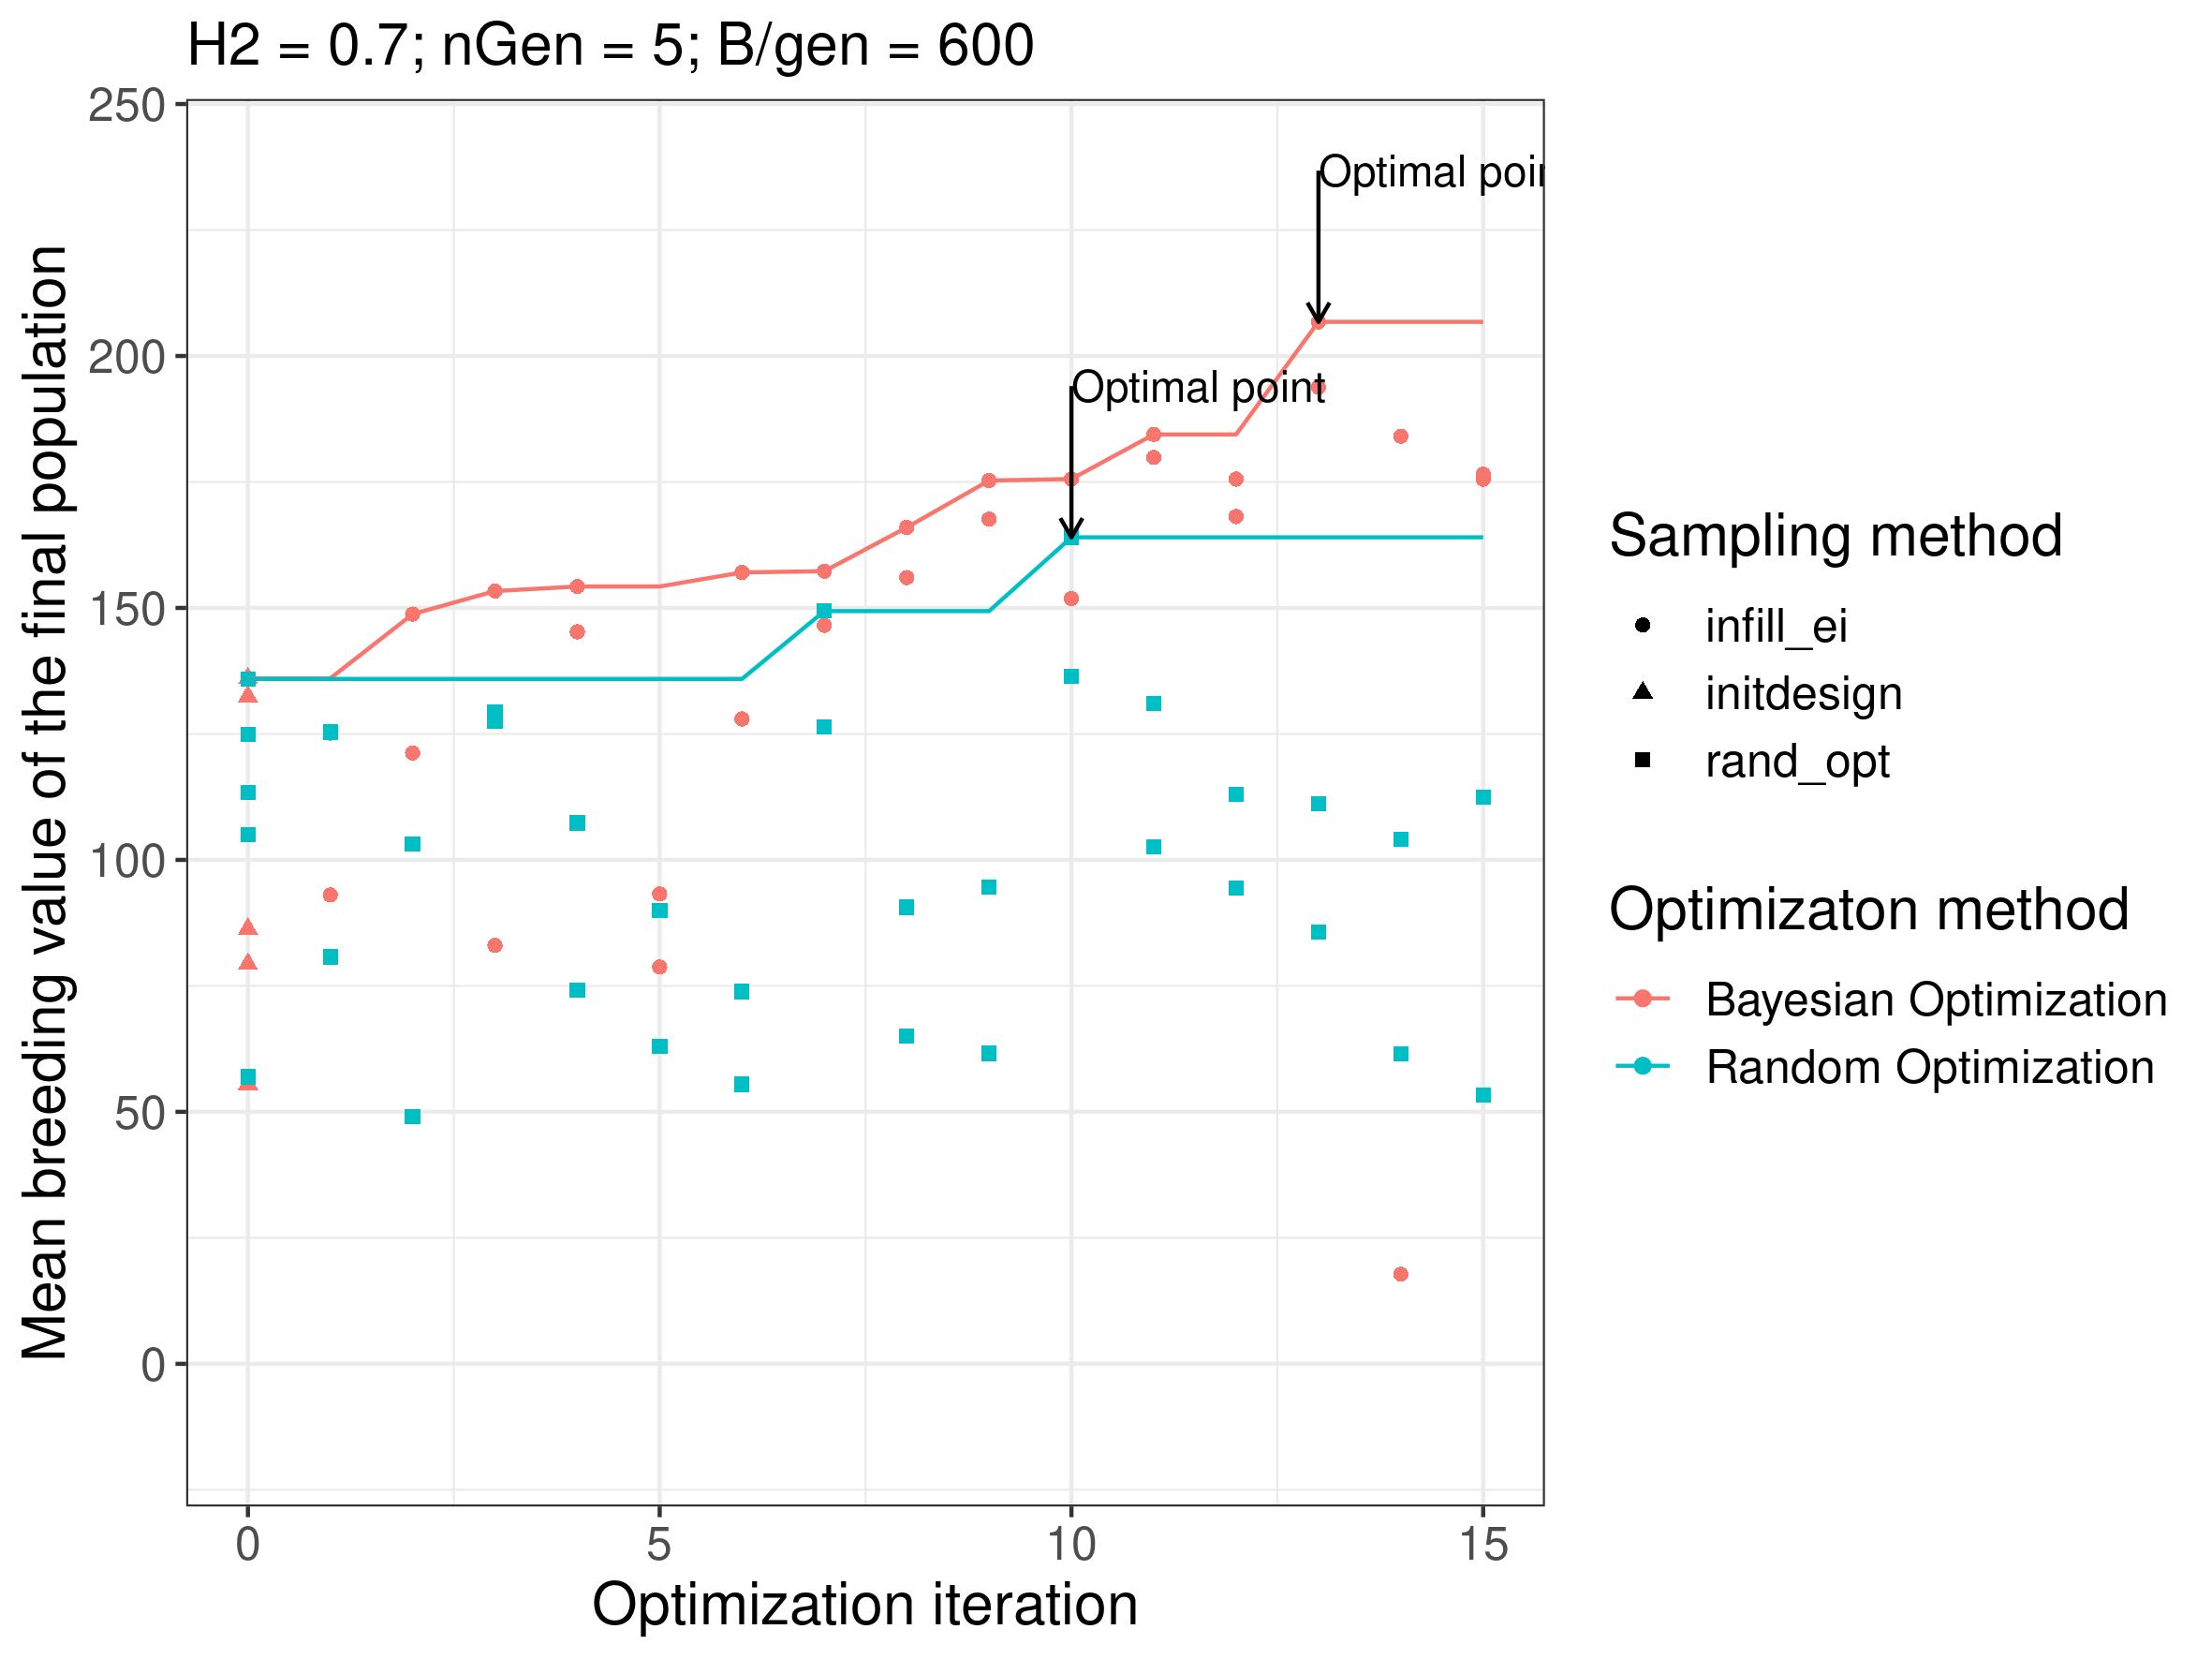 H2 = 0.7; nGen = 5; B/gen = 600
Mean breeding value of the final population
250
200
150
100
50
0
Optimal poin
Optimal point
0
5
10
15
Optimization iteration
Sampling method
infill_ei
initdesign
rand_opt
Optimizaton method
Bayesian Optimization
Random Optimization